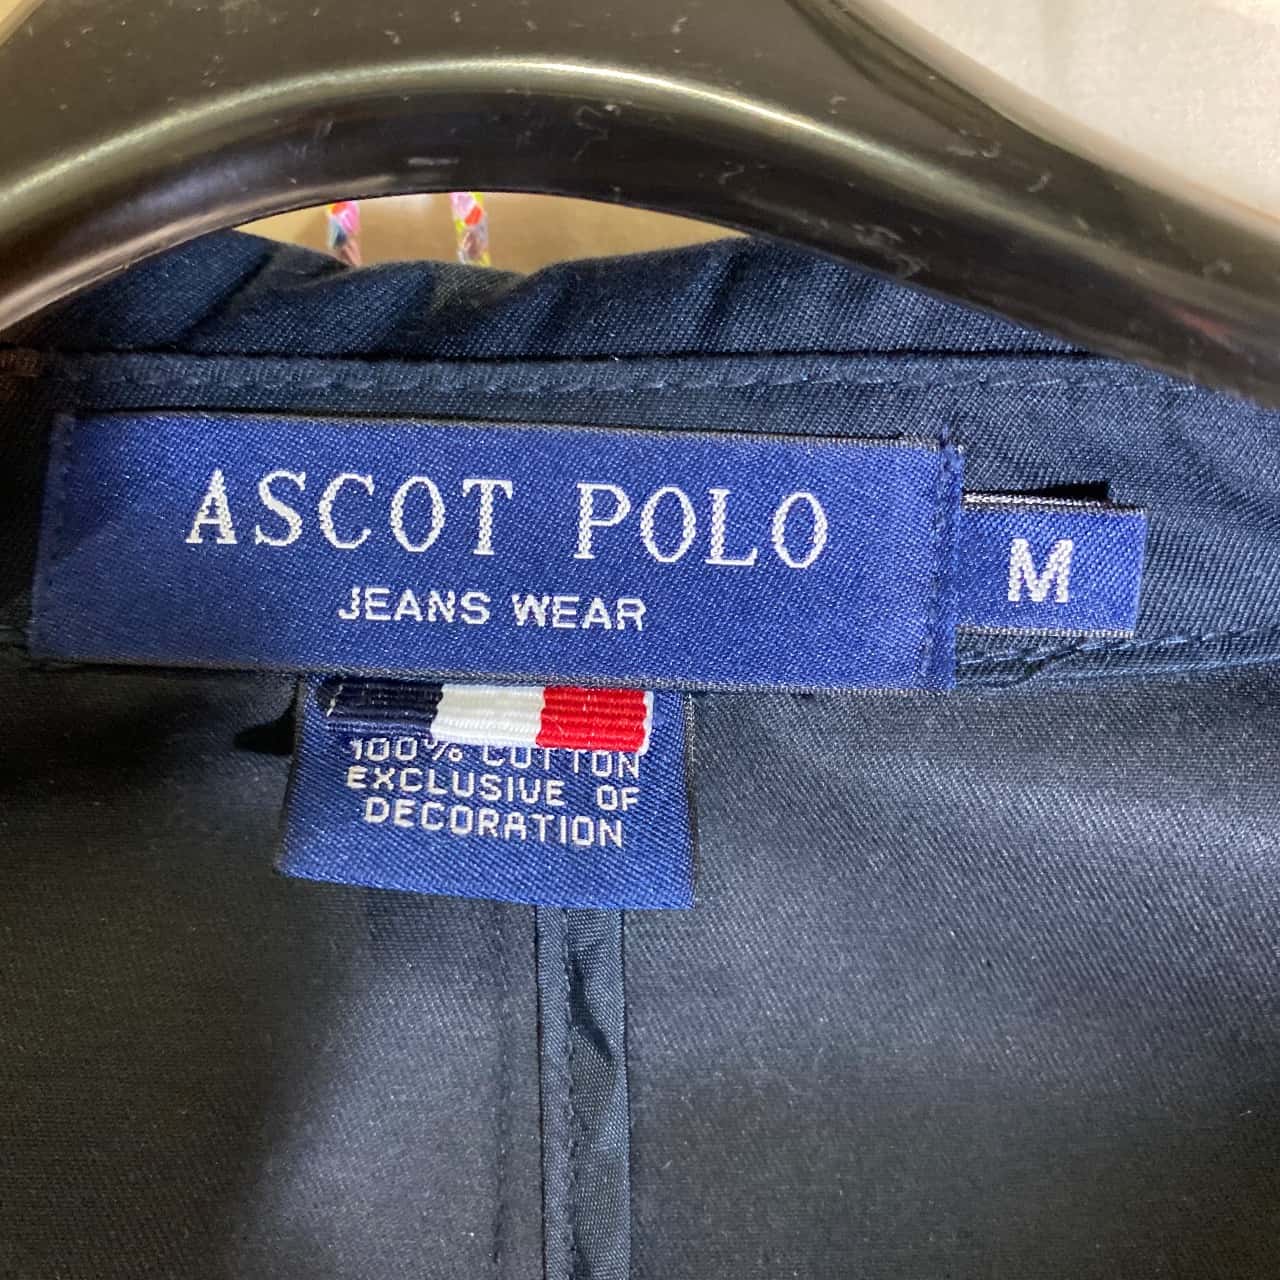 ASCOT POLO
JEANS WEAR
M
100% COTTON
EXCLUSIVE OF
DECORATION